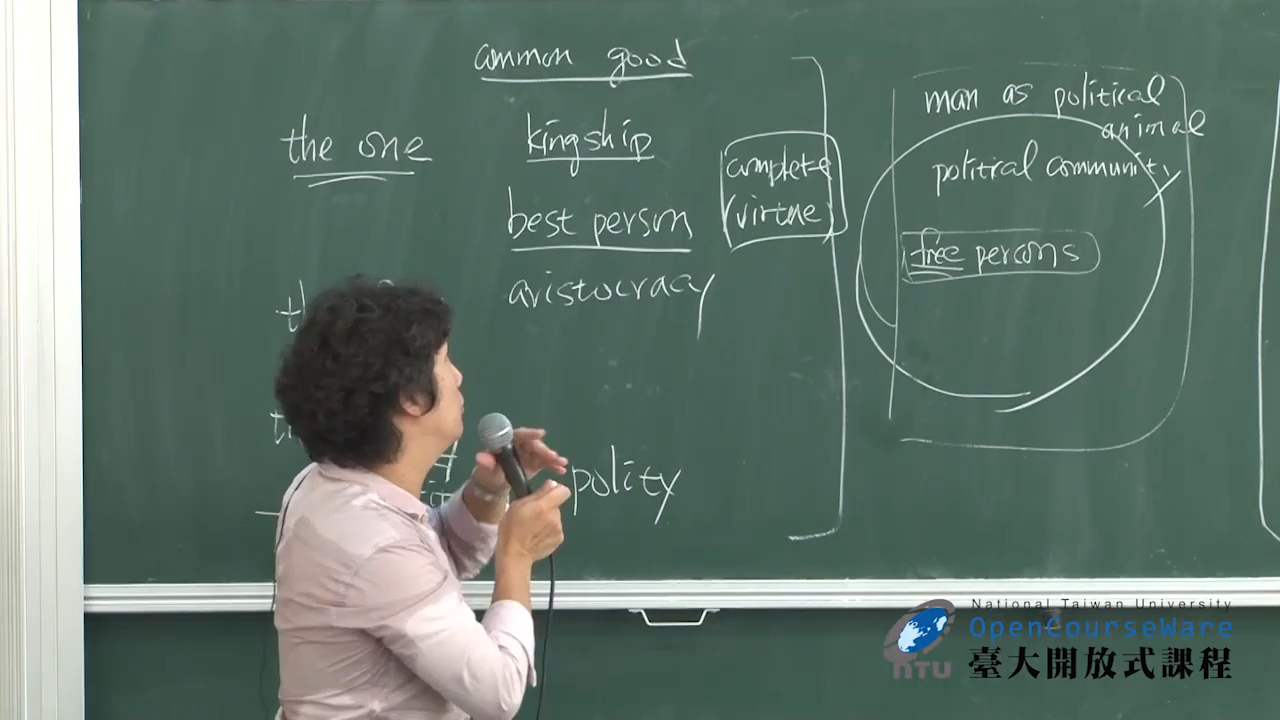 common good
the one
kingship
best person
aristocracy
polity
complete
virtue
man as political
animal
political community
free persons
National Taiwan University
OpenCourseWare
NTU
臺大開放式課程